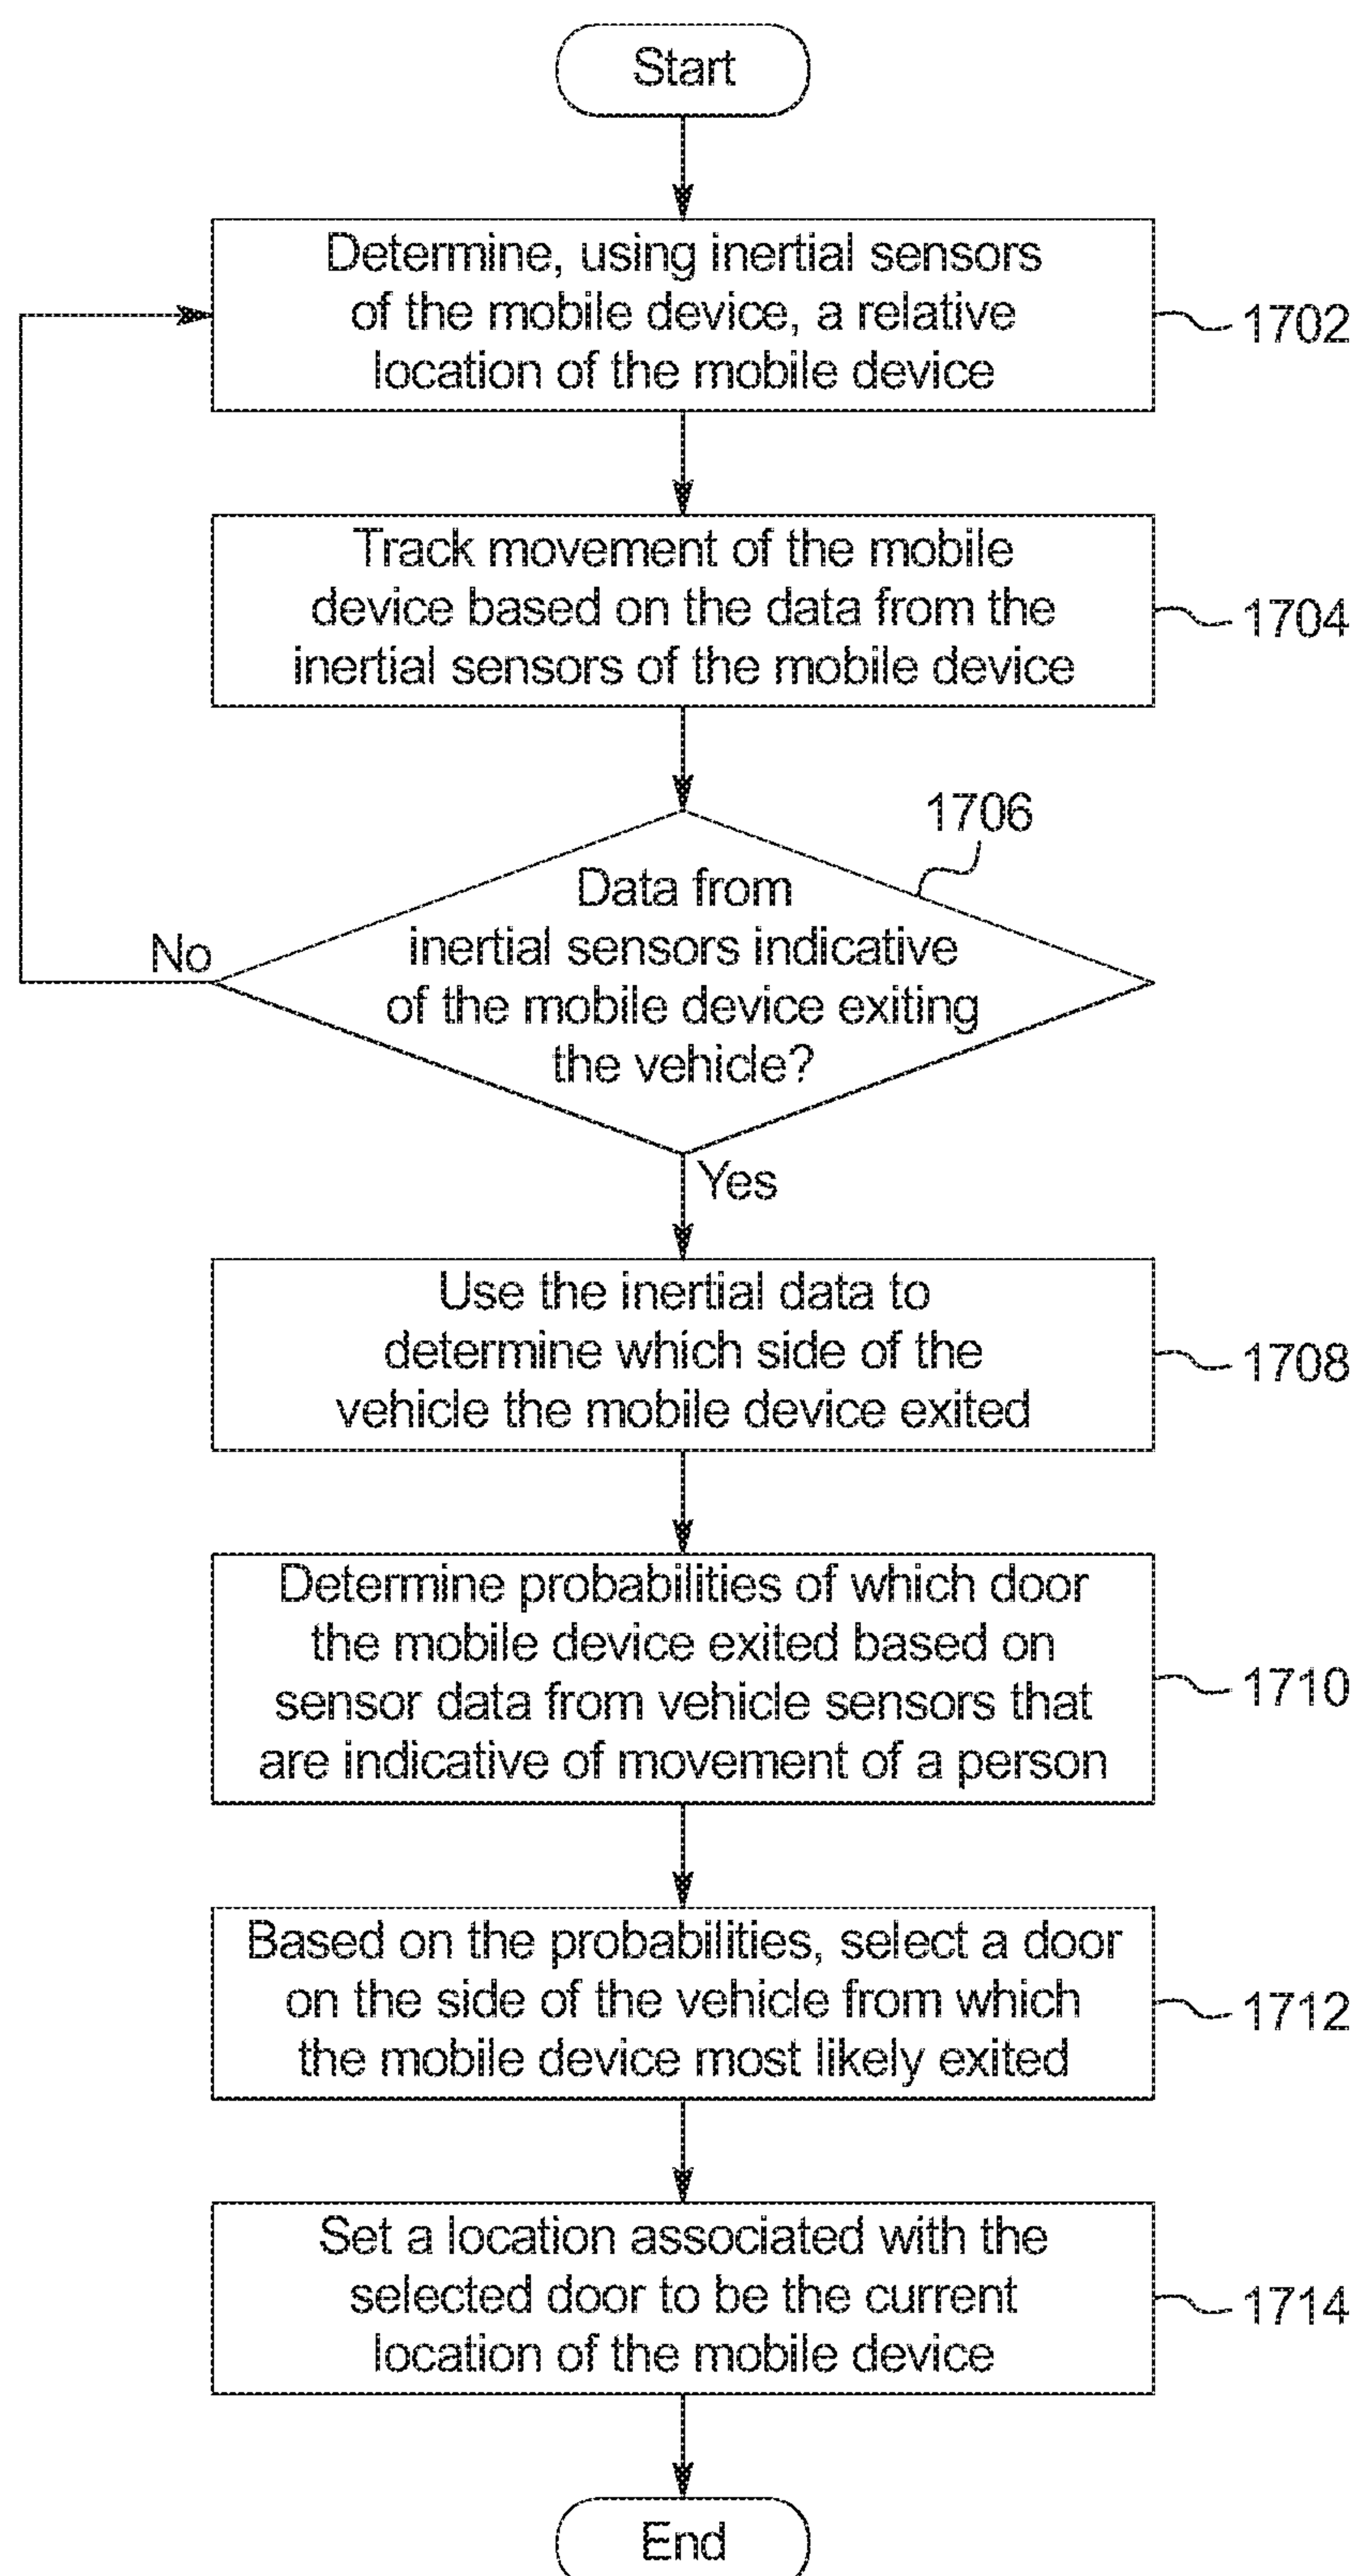 Start
Determine, using inertial sensors
of the mobile device, a relative
location of the mobile device
1702
Track movement of the mobile
device based on the data from the
inertial sensors of the mobile device
1704
1706
Data from
inertial sensors indicative
of the mobile device exiting
the vehicle?
No
Yes
Use the inertial data to
determine which side of the
vehicle the mobile device exited
1708
Determine probabilities of which door
the mobile device exited based on
sensor data from vehicle sensors that
are indicative of movement of a person
1710
Based on the probabilities, select a door
on the side of the vehicle from which
the mobile device most likely exited
1712
Set a location associated with the
selected door to be the current
location of the mobile device
1714
End